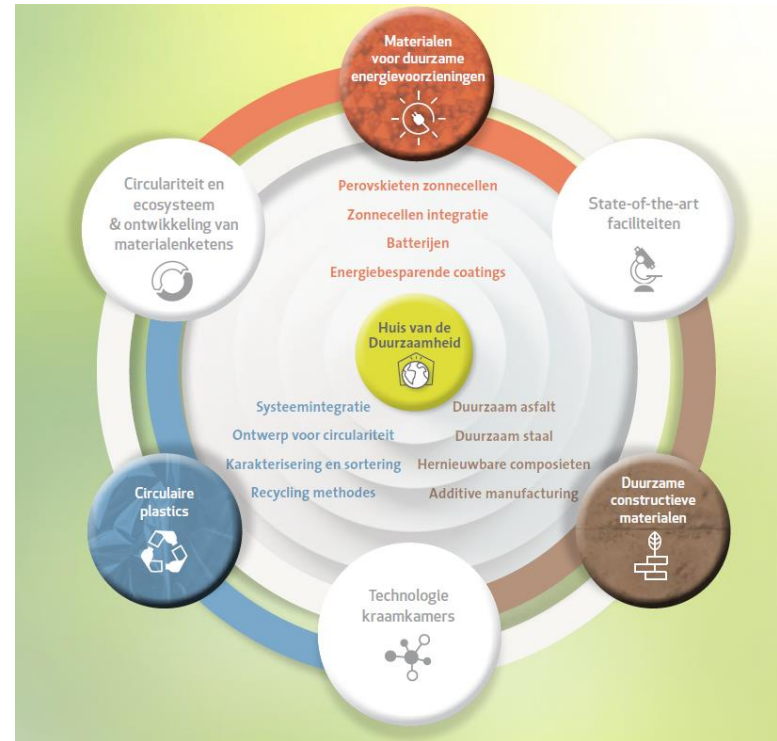 Materialen
voor duurzame
energievoorzieningen
Circulariteit en
ecosysteem
& ontwikkeling van
materialenketens
State-of-the-art
faciliteiten
Perovskieten zonnecellen
Zonnecellen integratie
Batterijen
Energiebesparende coatings
Huis van de
Duurzaamheid
Systeemintegratie
Ontwerp voor circulariteit
Karakterisering en sortering
Recycling methodes
Duurzaam asfalt
Duurzaam staal
Hernieuwbare composieten
Additive manufacturing
Circulaire
plastics
Duurzame
constructieve
materialen
Technologie
kraamkamers